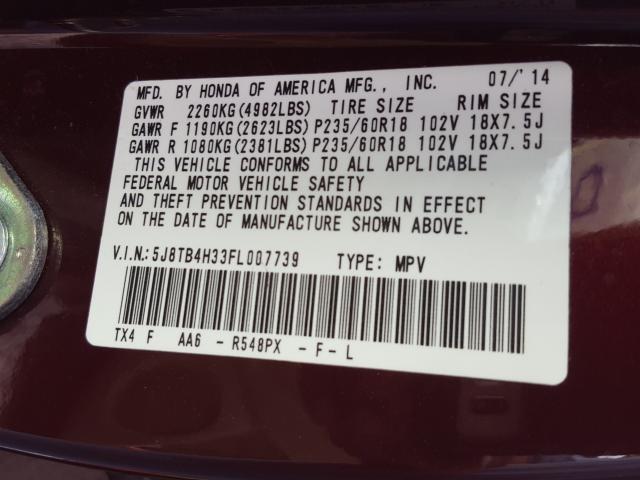 MFD. BY HONDA OF AMERICA MFG., INC. 07/'14
GVWR 2260KG(4982LBS) TIRE SIZE RIM SIZE
GAWR F 1190KG(2623LBS) P235/60R18 102V 18X7.5J
GAWR R 1080KG(2381LBS) P235/60R18 102V 18X7.5J
THIS VEHICLE CONFORMS TO ALL APPLICABLE
FEDERAL MOTOR VEHICLE SAFETY
AND THEFT PREVENTION STANDARDS IN EFFECT
ON THE DATE OF MANUFACTURE SHOWN ABOVE.
V.I.N.:5J8TB4H33FL007739 TYPE: MPV
TX4 F AA6 - R548PX - F - L